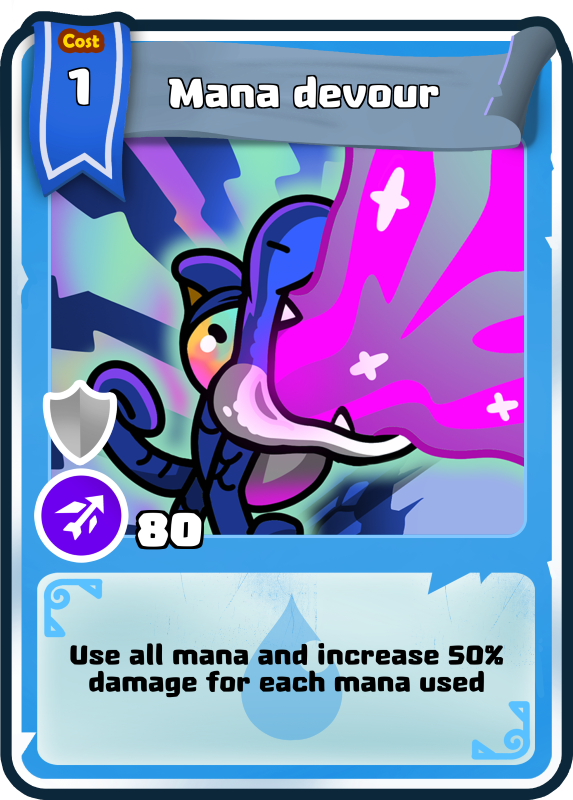 Cost
1
Mana devour
80
Use all mana and increase 50%
damage for each mana used